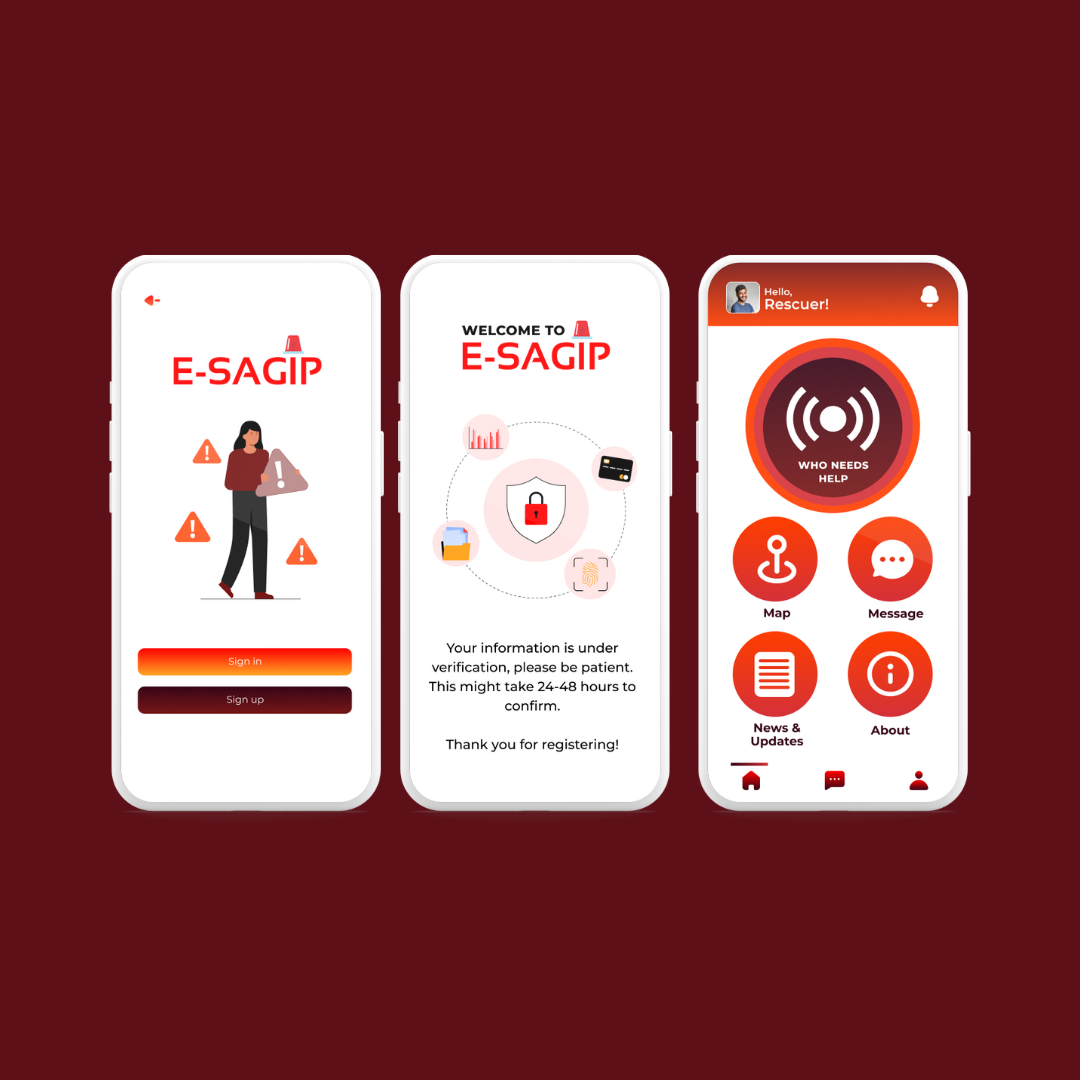 E-SAGIP
Sign in
Sign up
WELCOME TO
E-SAGIP
Your information is under
verification, please be patient.
This might take 24-48 hours to
confirm.
Thank you for registering!
Hello,
Rescuer!
WHO NEEDS
HELP
Map
Message
News &
Updates
About